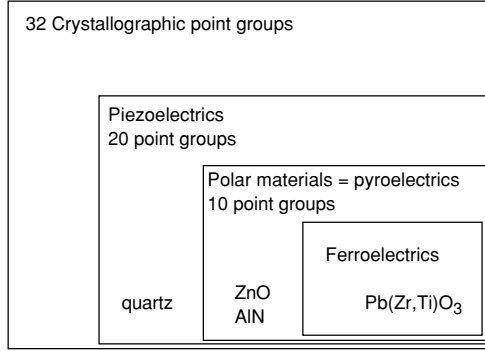 32 Crystallographic point groups
Piezoelectrics
20 point groups
Polar materials = pyroelectrics
10 point groups
Ferroelectrics
quartz
ZnO
AlN
Pb(Zr,Ti)O₃